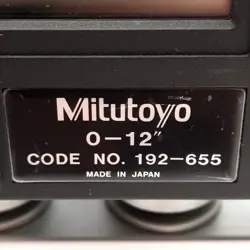 Mitutoyo
0-12"
CODE NO. 192-655
MADE IN JAPAN